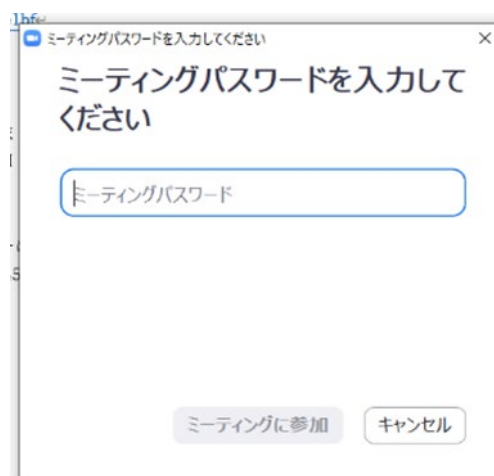 lbf
ミーティングパスワードを入力してください
ミーティングパスワードを入力して
ください
ミーティングパスワード
ミーティングに参加
キャンセル